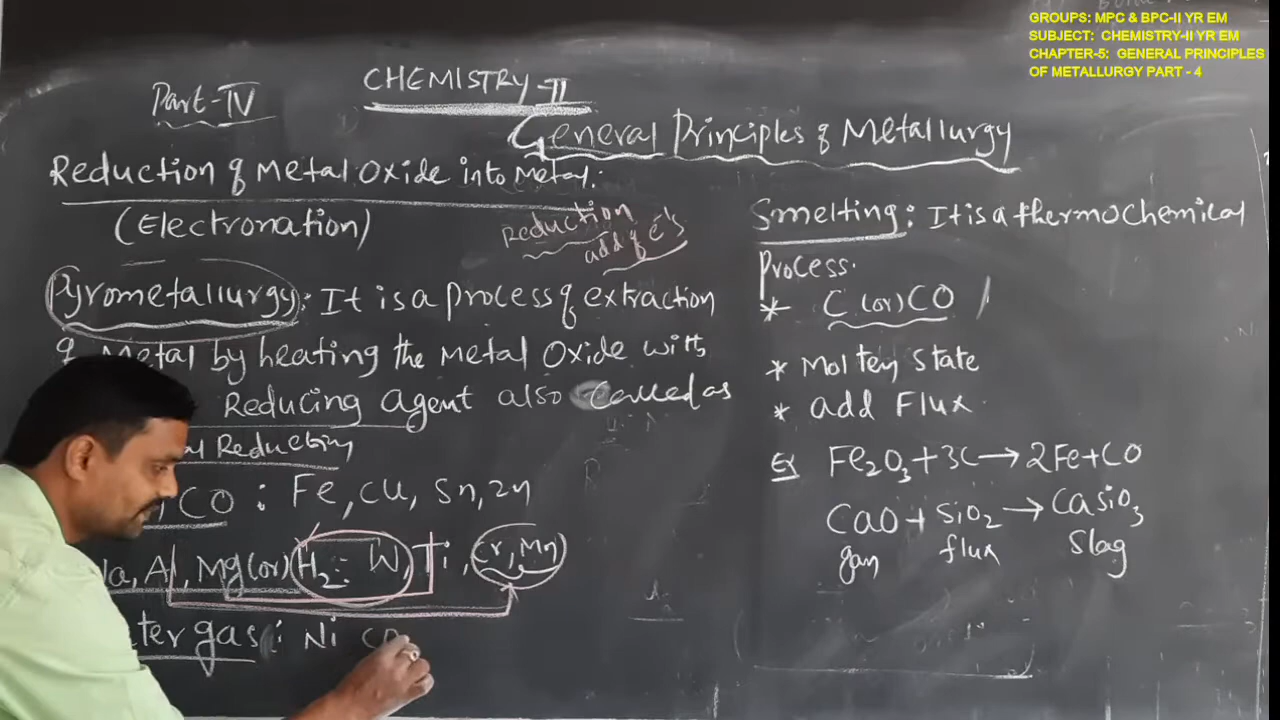 GROUPS: MPC & BPC-II YR EM
SUBJECT: CHEMISTRY-II YR EM
CHAPTER-5: GENERAL PRINCIPLES
OF METALLURGY PART - 4
Part-IV
CHEMISTRY-II
General Principles of Metallurgy
Reduction of Metal Oxide into Metal:
(Electronation)
Reduction
add of e's
Pyrometallurgy: It is a process of extraction
of Metal by heating the Metal Oxide with
Reducing agent also called as
Reduction
CO : Fe, Cu, Sn, Zn
Al, Mg (or) H2: W, Ti, (Cr, Mn)
gas : Ni
Smelting: It is a thermochemical
Process.
* C (or) CO
* Molten state
* add Flux.
Ex Fe2O3 + 3C → 2Fe + CO
CaO + SiO2 → CaSiO3
gan flux Slag